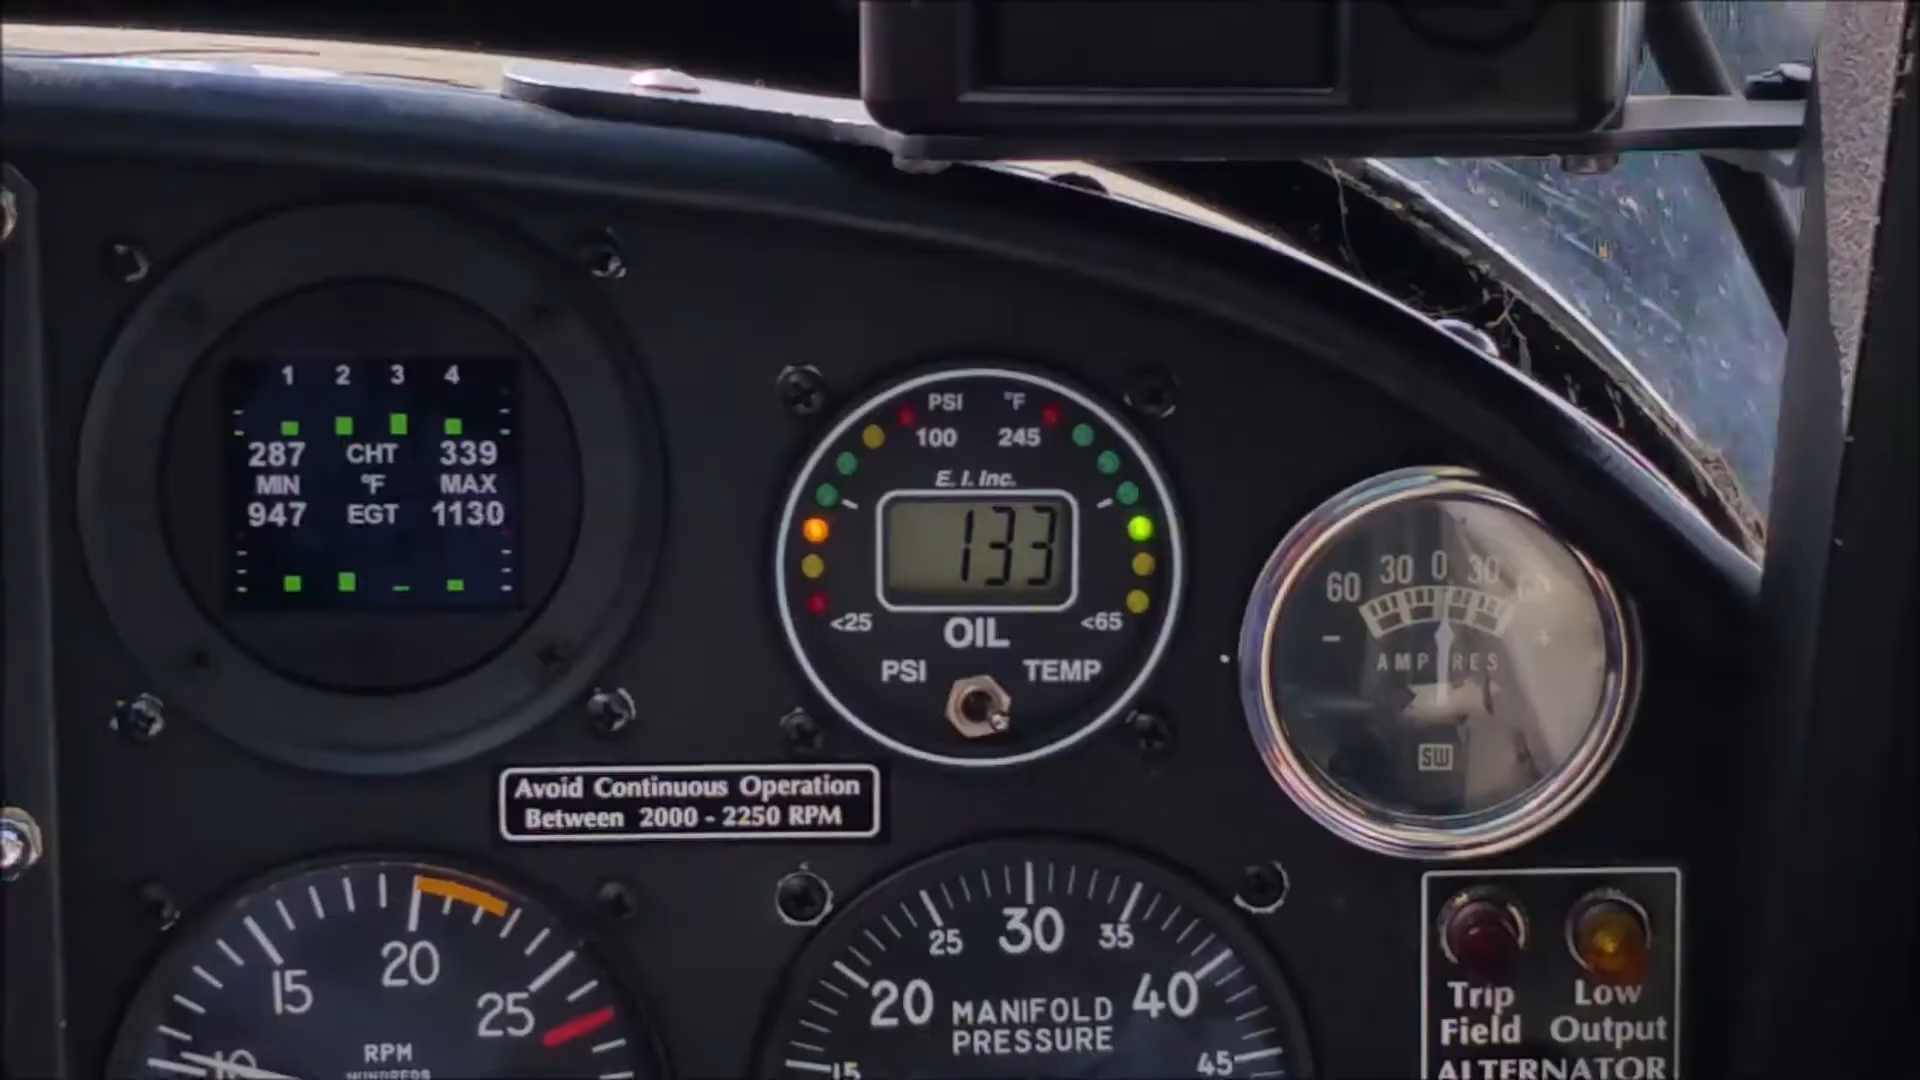 1 2 3 4
287 CHT 339
MIN °F MAX
947 EGT 1130
PSI °F
100 245
E. I. Inc.
133
<25 <65
OIL
PSI TEMP
60 30 0 30
- +
AMPERES
SW
Avoid Continuous Operation
Between 2000 - 2250 RPM
10 15 20 25
RPM
HUNDREDS
15 20 25 30 35 40 45
MANIFOLD
PRESSURE
Trip Low
Field Output
ALTERNATOR